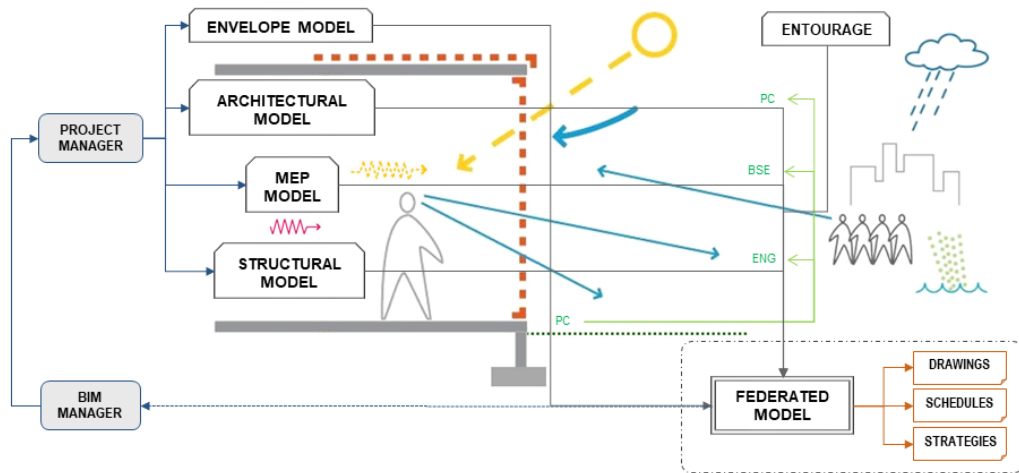 ENVELOPE MODEL
ENTOURAGE
ARCHITECTURAL
MODEL
PC
PROJECT
MANAGER
MEP
MODEL
BSE
STRUCTURAL
MODEL
ENG
PC
BIM
MANAGER
FEDERATED
MODEL
DRAWINGS
SCHEDULES
STRATEGIES